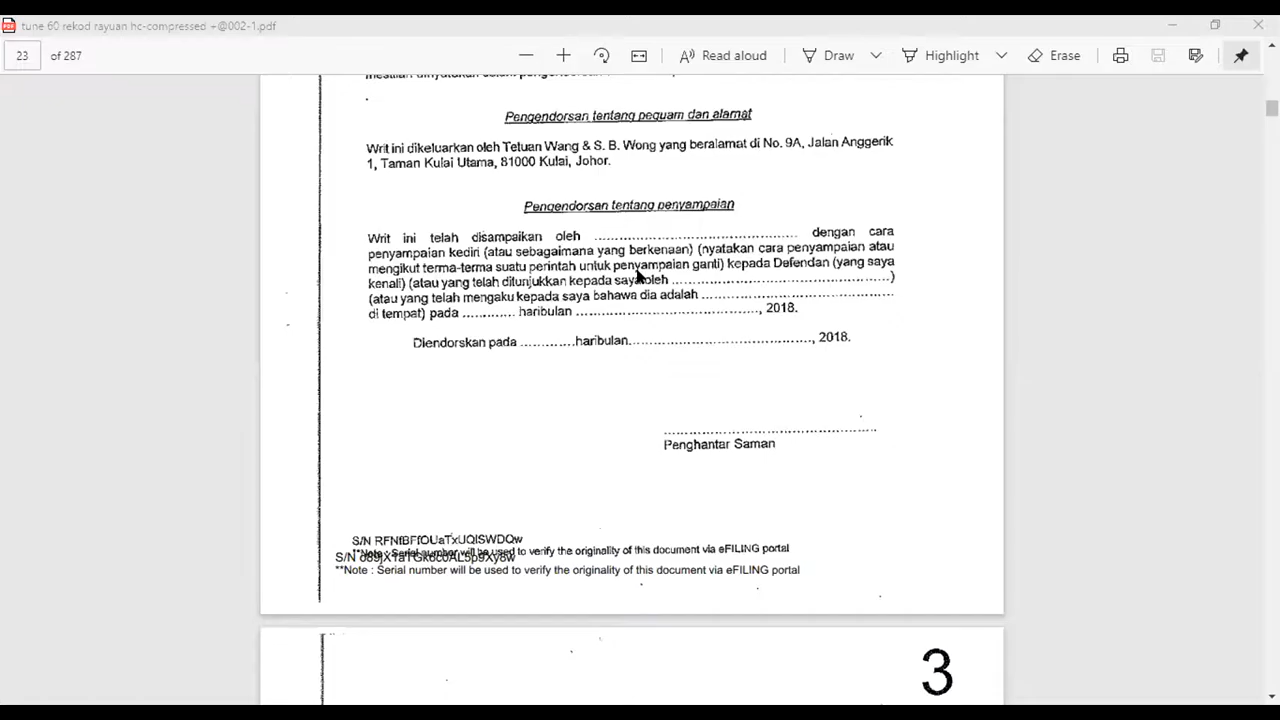 tune 60 rekod rayuan hc-compressed +@002-1.pdf
23 of 287
Read aloud
Draw
Highlight
Erase
Pengendorsan tentang peguam dan alamat
Writ ini dikeluarkan oleh Tetuan Wang & S. B. Wong yang beralamat di No. 9A, Jalan Anggerik
1, Taman Kulai Utama, 81000 Kulai, Johor.
Pengendorsan tentang penyampaian
Writ ini telah disampaikan oleh ........................................ dengan cara
penyampaian kediri (atau sebagaimana yang berkenaan) (nyatakan cara penyampaian atau
mengikut terma-terma suatu perintah untuk penyampaian ganti) kepada Defendan (yang saya
kenali) (atau yang telah ditunjukkan kepada saya oleh ...........................................)
(atau yang telah mengaku kepada saya bahawa dia adalah ......................................
di tempat) pada ............ haribulan ...................................., 2018.
Diendorskan pada ............haribulan....................................., 2018.
..........................................
Penghantar Saman
S/N
**Note : Serial number will be used to verify the originality of this document via eFILING portal
S/N
**Note : Serial number will be used to verify the originality of this document via eFILING portal
3